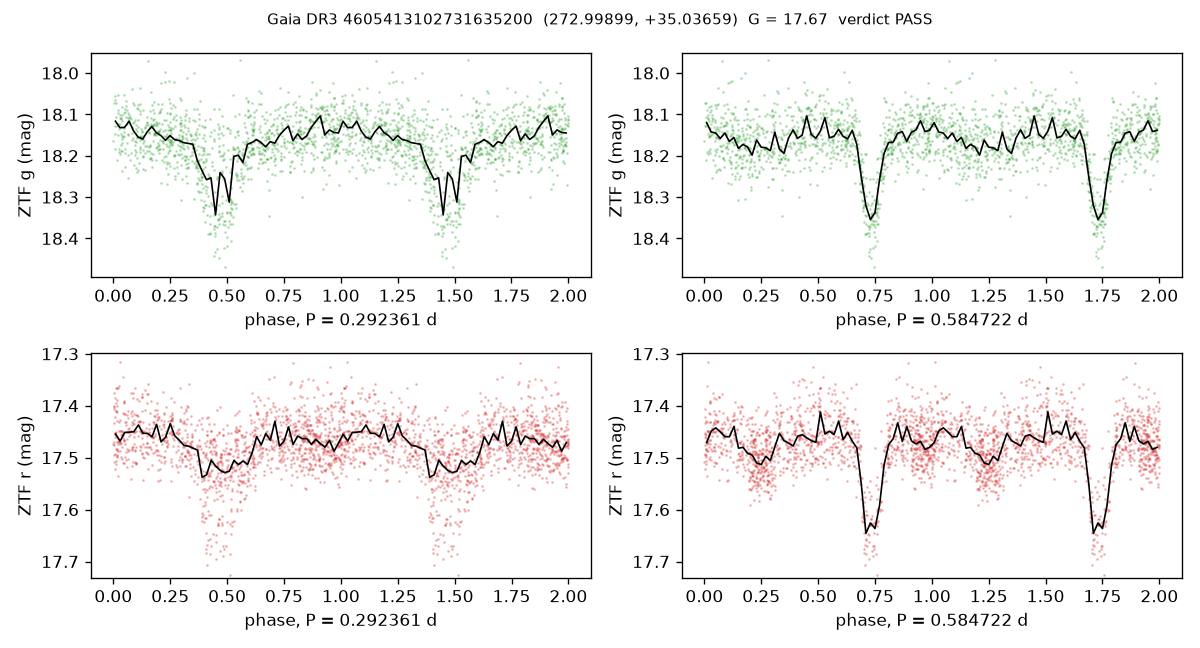 Gaia DR3 4605413102731635200 (272.99899, +35.03659) G = 17.67 verdict PASS
ZTF g (mag)
18.0
18.1
18.2
18.3
18.4
0.00 0.25 0.50 0.75 1.00 1.25 1.50 1.75 2.00
phase, P = 0.292361 d
ZTF g (mag)
18.0
18.1
18.2
18.3
18.4
0.00 0.25 0.50 0.75 1.00 1.25 1.50 1.75 2.00
phase, P = 0.584722 d
ZTF r (mag)
17.3
17.4
17.5
17.6
17.7
0.00 0.25 0.50 0.75 1.00 1.25 1.50 1.75 2.00
phase, P = 0.292361 d
ZTF r (mag)
17.3
17.4
17.5
17.6
17.7
0.00 0.25 0.50 0.75 1.00 1.25 1.50 1.75 2.00
phase, P = 0.584722 d